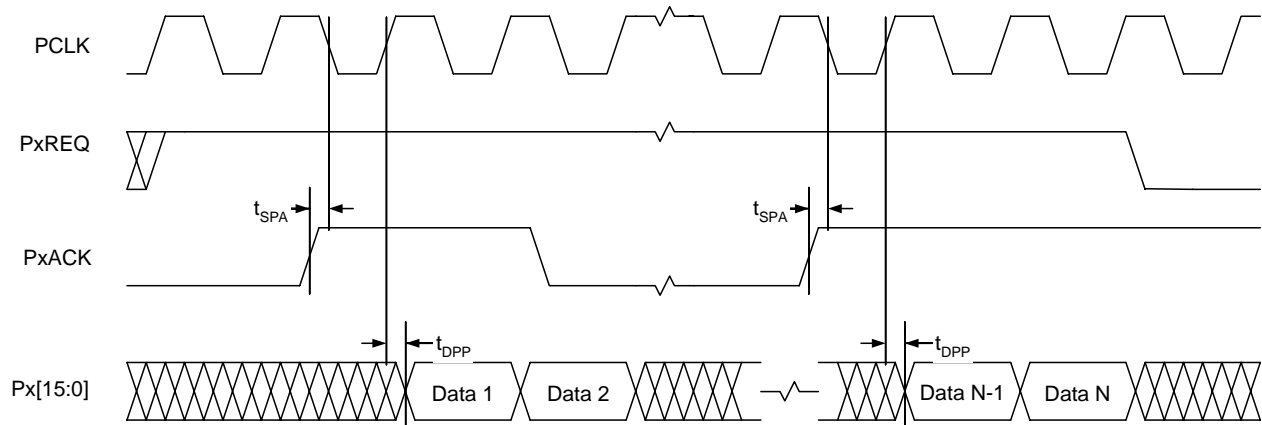 PCLK
PxREQ
tSPA
tSPA
PxACK
tDPP
tDPP
Px[15:0]
Data 1
Data 2
Data N-1
Data N